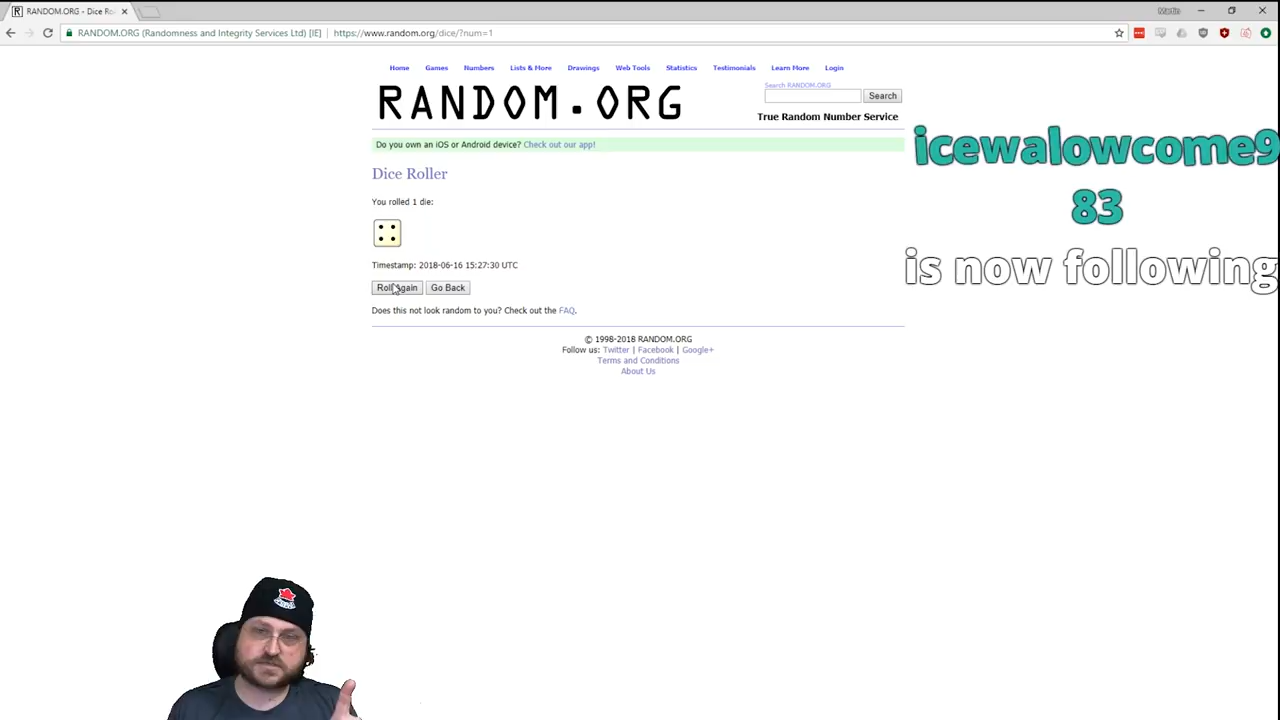 RANDOM.ORG - Dice Ro
Martin
RANDOM.ORG (Randomness and Integrity Services Ltd) [IE] https://www.random.org/dice/?num=1
Home Games Numbers Lists & More Drawings Web Tools Statistics Testimonials Learn More Login
RANDOM.ORG
Search RANDOM.ORG
Search
True Random Number Service
Do you own an iOS or Android device? Check out our app!
Dice Roller
You rolled 1 die:
Timestamp: 2018-06-16 15:27:30 UTC
Roll Again Go Back
Does this not look random to you? Check out the FAQ.
© 1998-2018 RANDOM.ORG
Follow us: Twitter | Facebook | Google+
Terms and Conditions
About Us
icewalowcome9
83
is now following